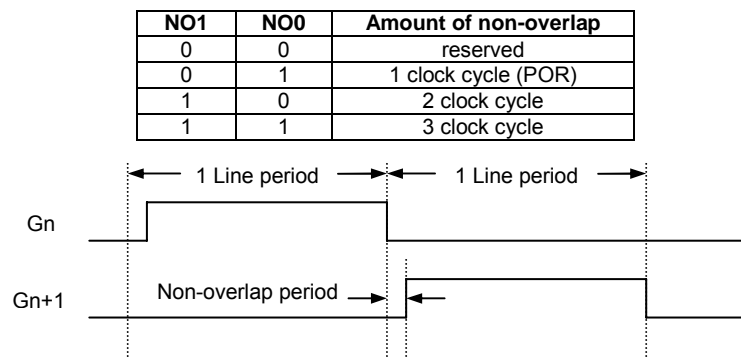 NO1 NO0 Amount of non-overlap
0 0 reserved
0 1 1 clock cycle (POR)
1 0 2 clock cycle
1 1 3 clock cycle
1 Line period 1 Line period
Gn
Non-overlap period
Gn+1